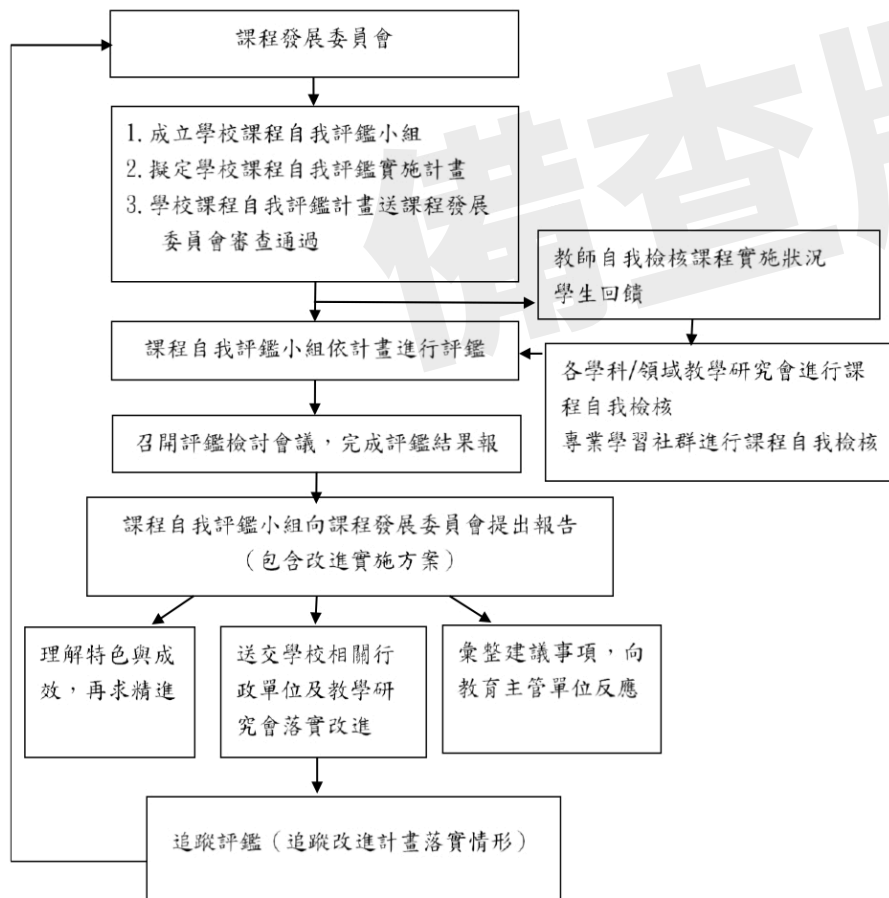 課程發展委員會
1. 成立學校課程自我評鑑小組
2. 擬定學校課程自我評鑑實施計畫
3. 學校課程自我評鑑計畫送課程發展
委員會審查通過
教師自我檢核課程實施狀況
學生回饋
課程自我評鑑小組依計畫進行評鑑
各學科/領域教學研究會進行課
程自我檢核
專業學習社群進行課程自我檢核
召開評鑑檢討會議，完成評鑑結果報
課程自我評鑑小組向課程發展委員會提出報告
（包含改進實施方案）
理解特色與成
效，再求精進
送交學校相關行
政單位及教學研
究會落實改進
彙整建議事項，向
教育主管單位反應
追蹤評鑑（追蹤改進計畫落實情形）
備查版